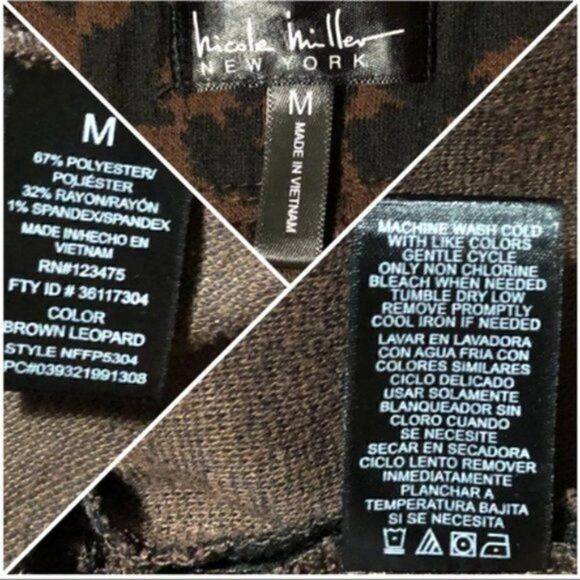 nicole miller
NEW YORK
M
MADE IN VIETNAM
M
67% POLYESTER/
POLIÉSTER
32% RAYON/RAYÓN
1% SPANDEX/SPANDEX
MADE IN/HECHO EN
VIETNAM
RN#123475
FTY ID # 36117304
COLOR
BROWN LEOPARD
STYLE NFFP5304
PC#039321991308
MACHINE WASH COLD
WITH LIKE COLORS
GENTLE CYCLE
ONLY NON CHLORINE
BLEACH WHEN NEEDED
TUMBLE DRY LOW
REMOVE PROMPTLY
COOL IRON IF NEEDED
LAVAR EN LAVADORA
CON AGUA FRIA CON
COLORES SIMILARES
CICLO DELICADO
USAR SOLAMENTE
BLANQUEADOR SIN
CLORO CUANDO
SE NECESITE
SECAR EN SECADORA
CICLO LENTO REMOVER
INMEDIATAMENTE
PLANCHAR A
TEMPERATURA BAJITA
SI SE NECESITA